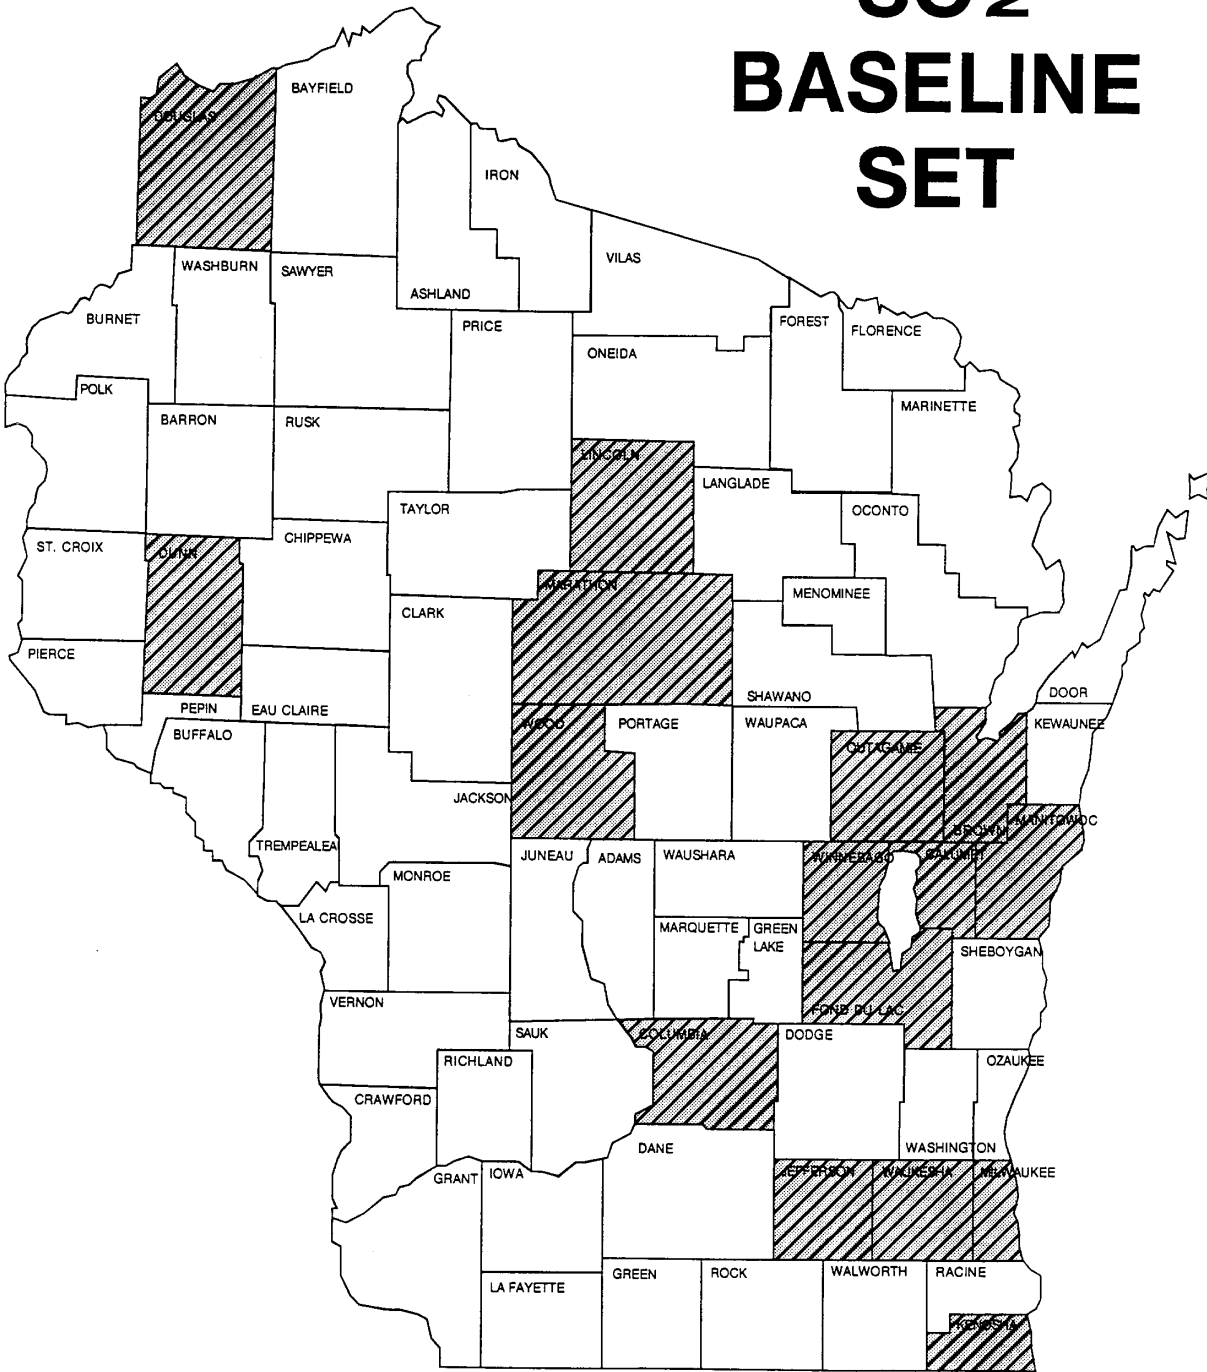 SO2
BASELINE
SET
BAYFIELD
DOUGLAS
IRON
WASHBURN
SAWYER
VILAS
ASHLAND
BURNET
PRICE
FOREST
FLORENCE
ONEIDA
POLK
BARRON
RUSK
MARINETTE
LINCOLN
LANGLADE
TAYLOR
OCONTO
ST. CROIX
DUNN
CHIPPEWA
MARATHON
MENOMINEE
CLARK
PIERCE
SHAWANO
DOOR
PEPIN
EAU CLAIRE
BUFFALO
WOOD
PORTAGE
WAUPACA
KEWAUNEE
OUTAGAMIE
JACKSON
BROWN
MANITOWOC
TREMPEALEA
JUNEAU
ADAMS
WAUSHARA
WINNEBAGO
CALUMET
MONROE
LA CROSSE
MARQUETTE
GREEN
LAKE
SHEBOYGAN
VERNON
FOND DU LAC
SAUK
COLUMBIA
DODGE
RICHLAND
OZAUKEE
CRAWFORD
DANE
WASHINGTON
GRANT
IOWA
JEFFERSON
WAUKESHA
MILWAUKEE
LA FAYETTE
GREEN
ROCK
WALWORTH
RACINE
KENOSHA